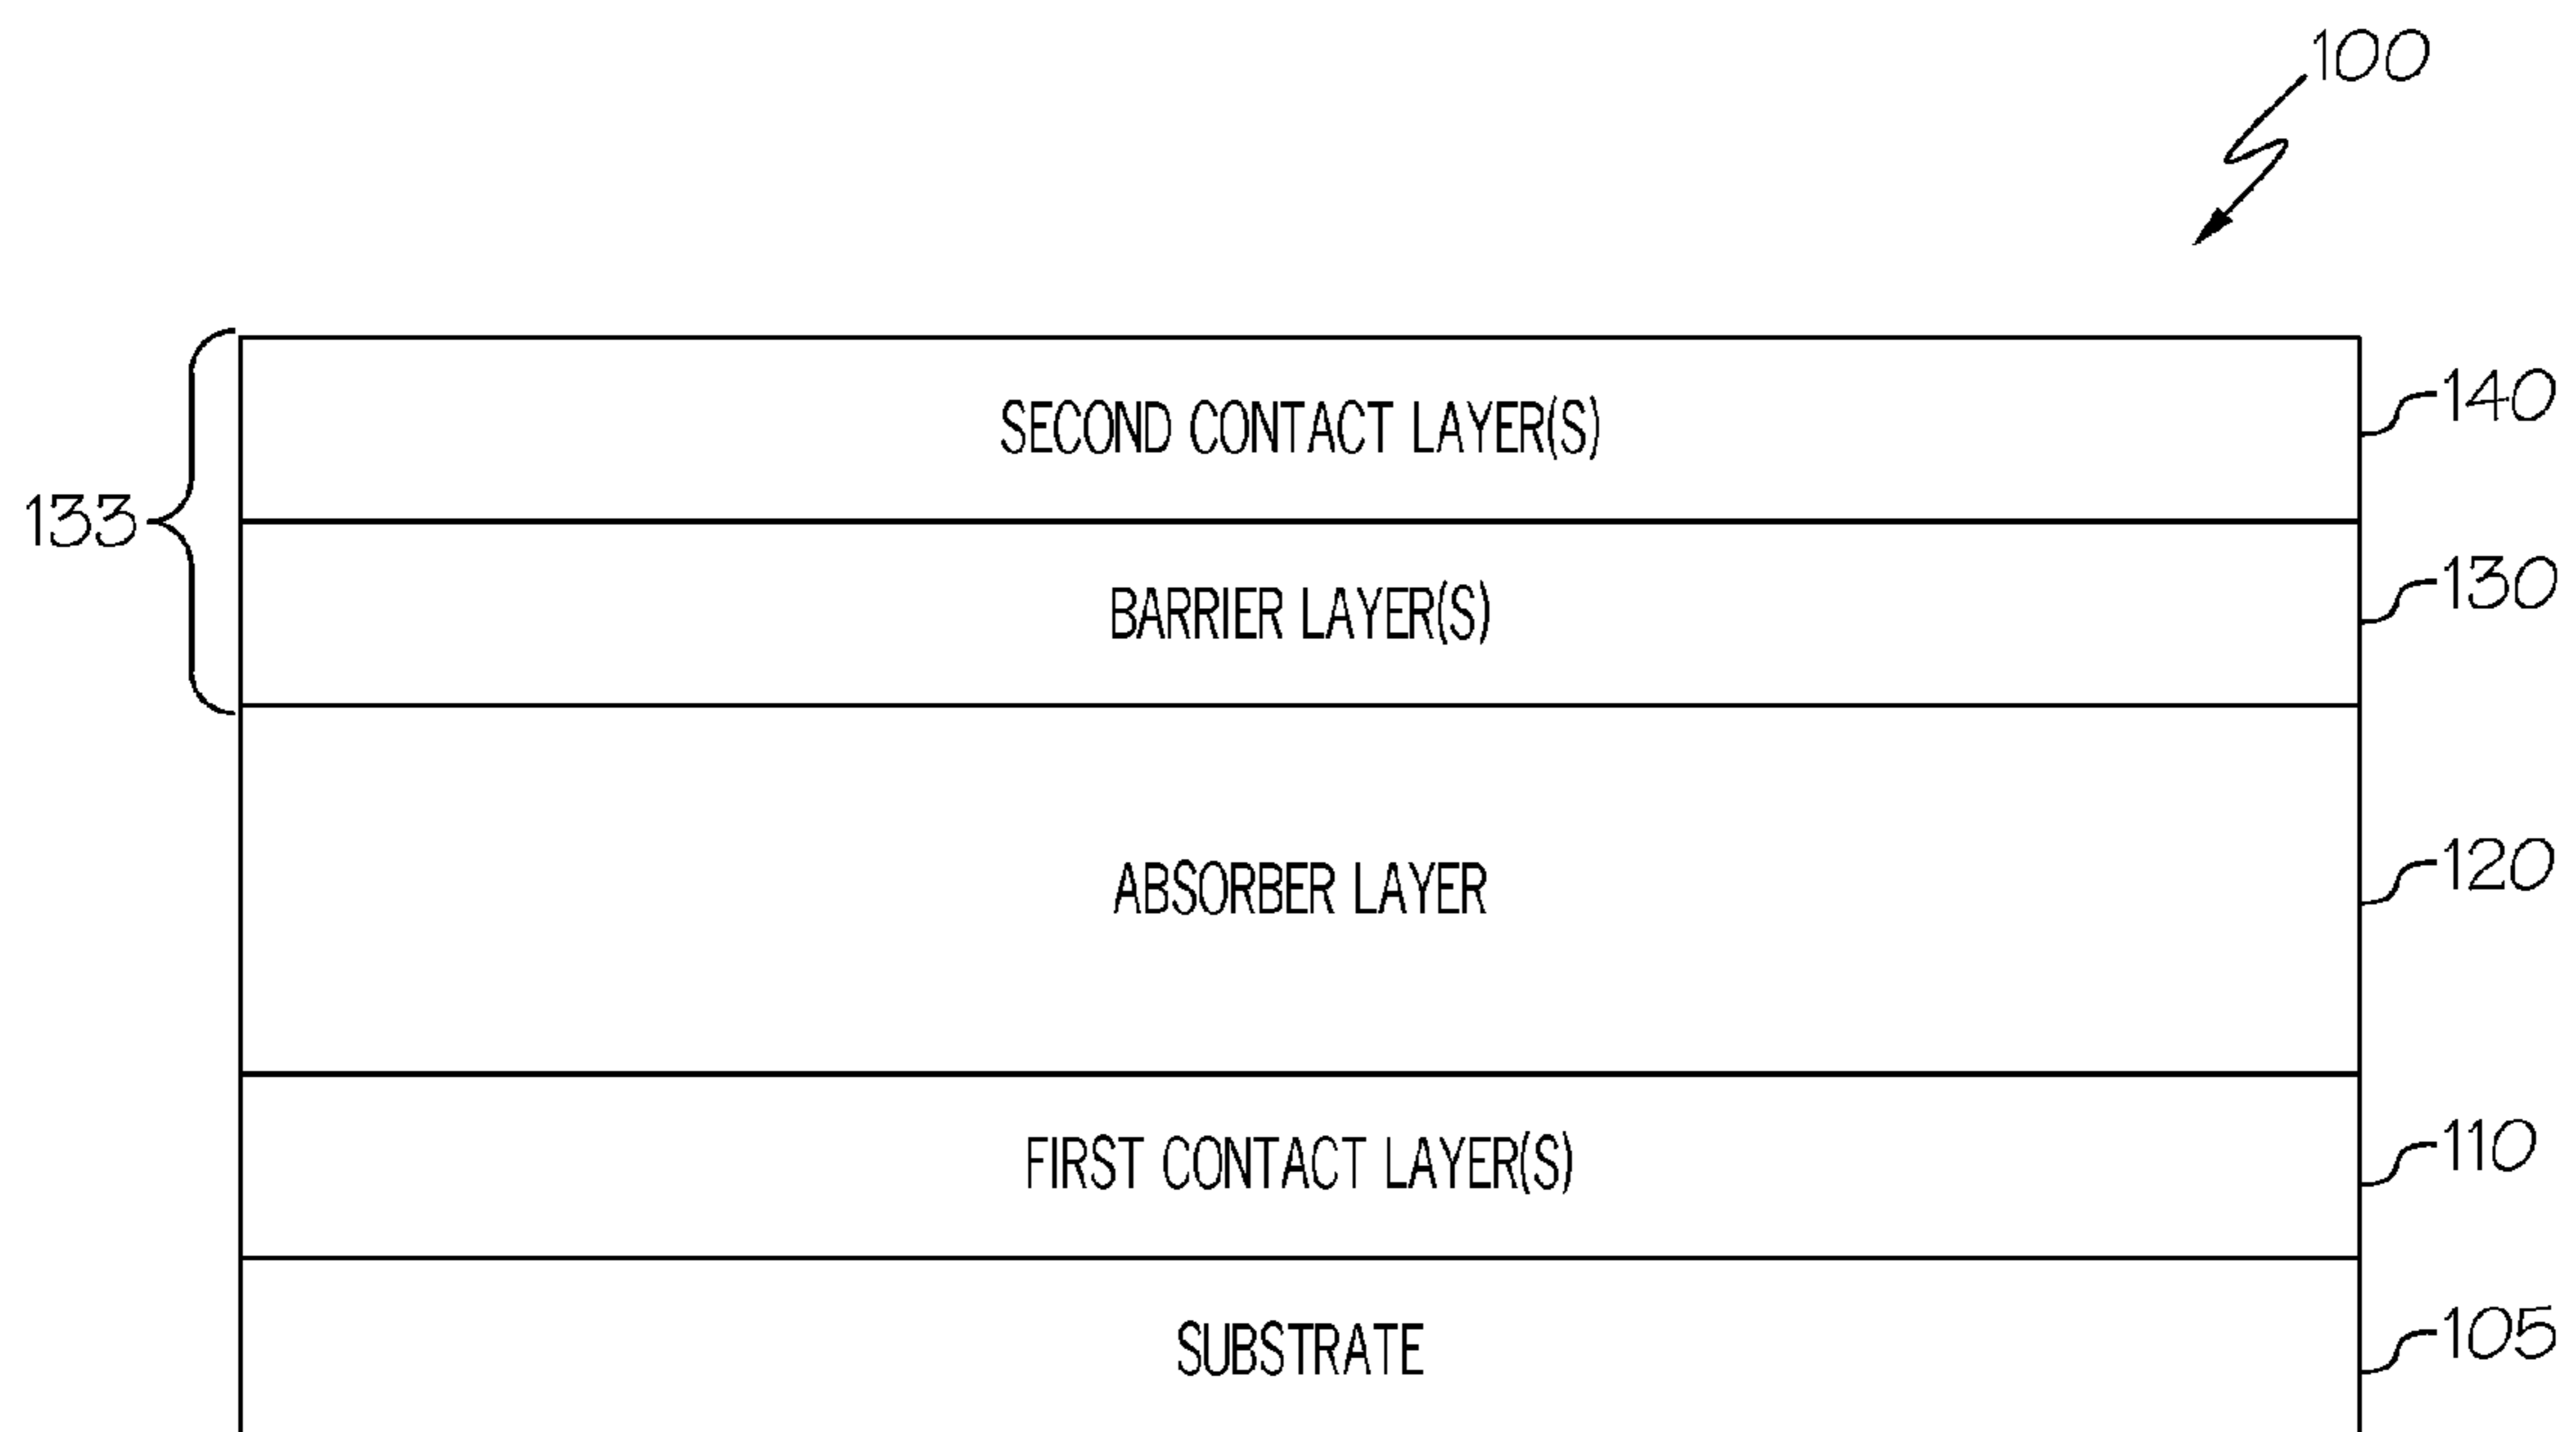 100
SECOND CONTACT LAYER(S)
140
133
BARRIER LAYER(S)
130
ABSORBER LAYER
120
FIRST CONTACT LAYER(S)
110
SUBSTRATE
105